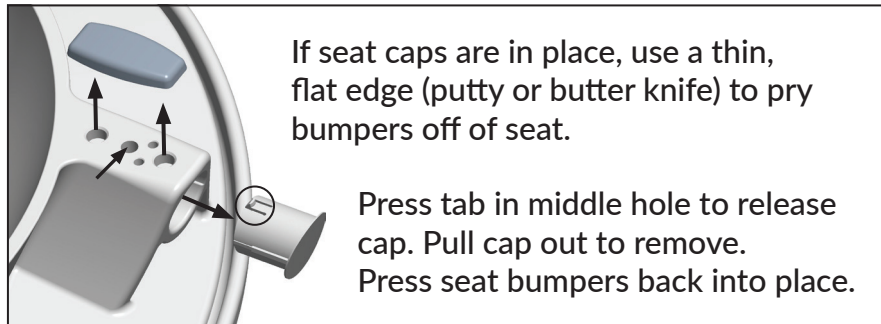 If seat caps are in place, use a thin,
flat edge (putty or butter knife) to pry
bumpers off of seat.
Press tab in middle hole to release
cap. Pull cap out to remove.
Press seat bumpers back into place.